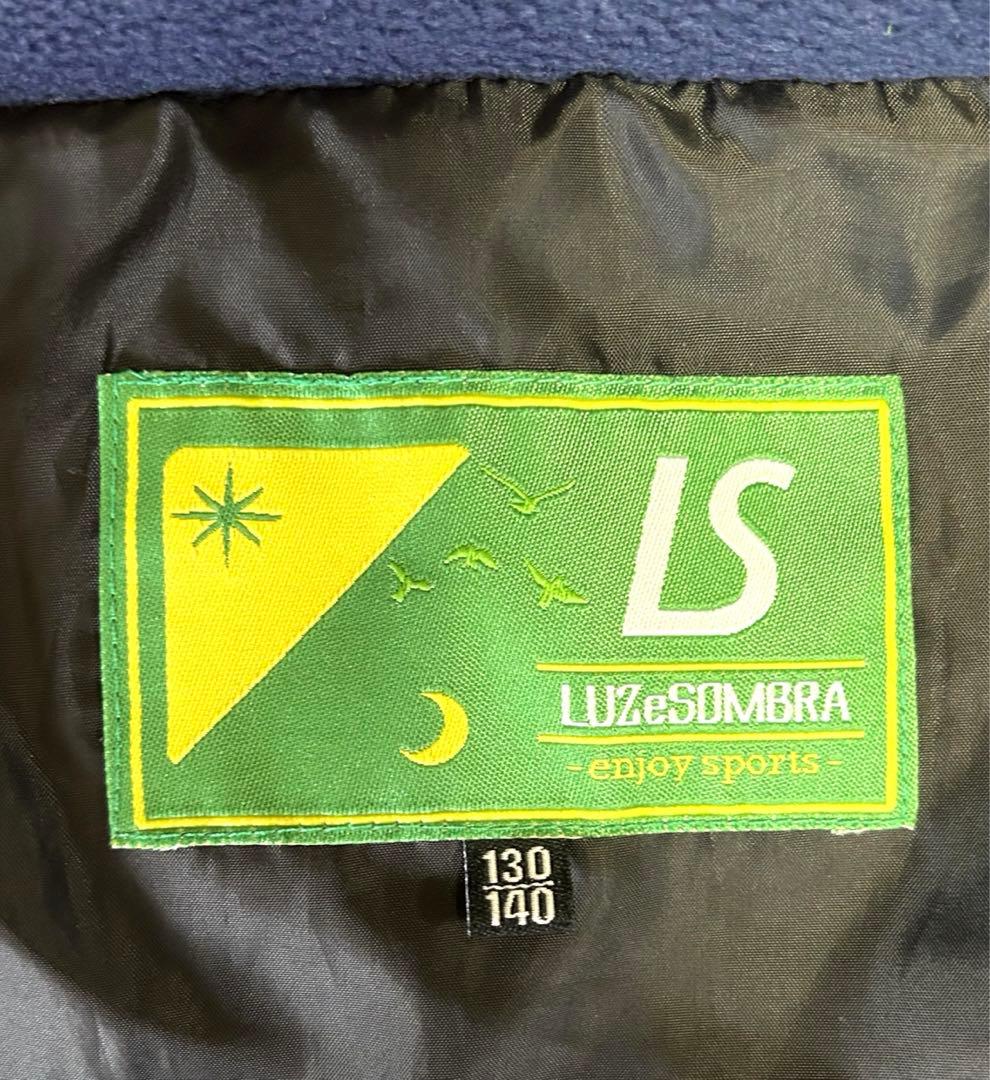 LS
LUZeSOMBRA
-enjoy sports-
130
140